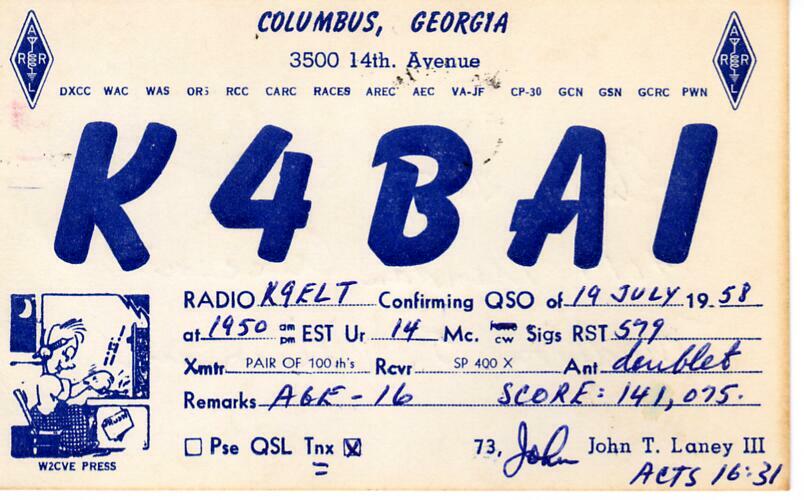 COLUMBUS, GEORGIA
3500 14th. Avenue
ARRL
ARRL
DXCC WAC WAS ORS RCC CARC RACES AREC AEC VA-JF CP-30 GCN GSN GCRC PWN
K4BAI
RADIO K9ELT Confirming QSO of 19 JULY 1958
at 1950 am pm EST Ur 14 Mc. CW Sigs RST 599
Xmtr PAIR OF 100th's Rcvr SP 400 X Ant doublet
Remarks AGE - 16 SCORE: 141,075.
☐ Pse QSL Tnx ☒ 73, John John T. Laney III
W2CVE PRESS
ACTS 16:31